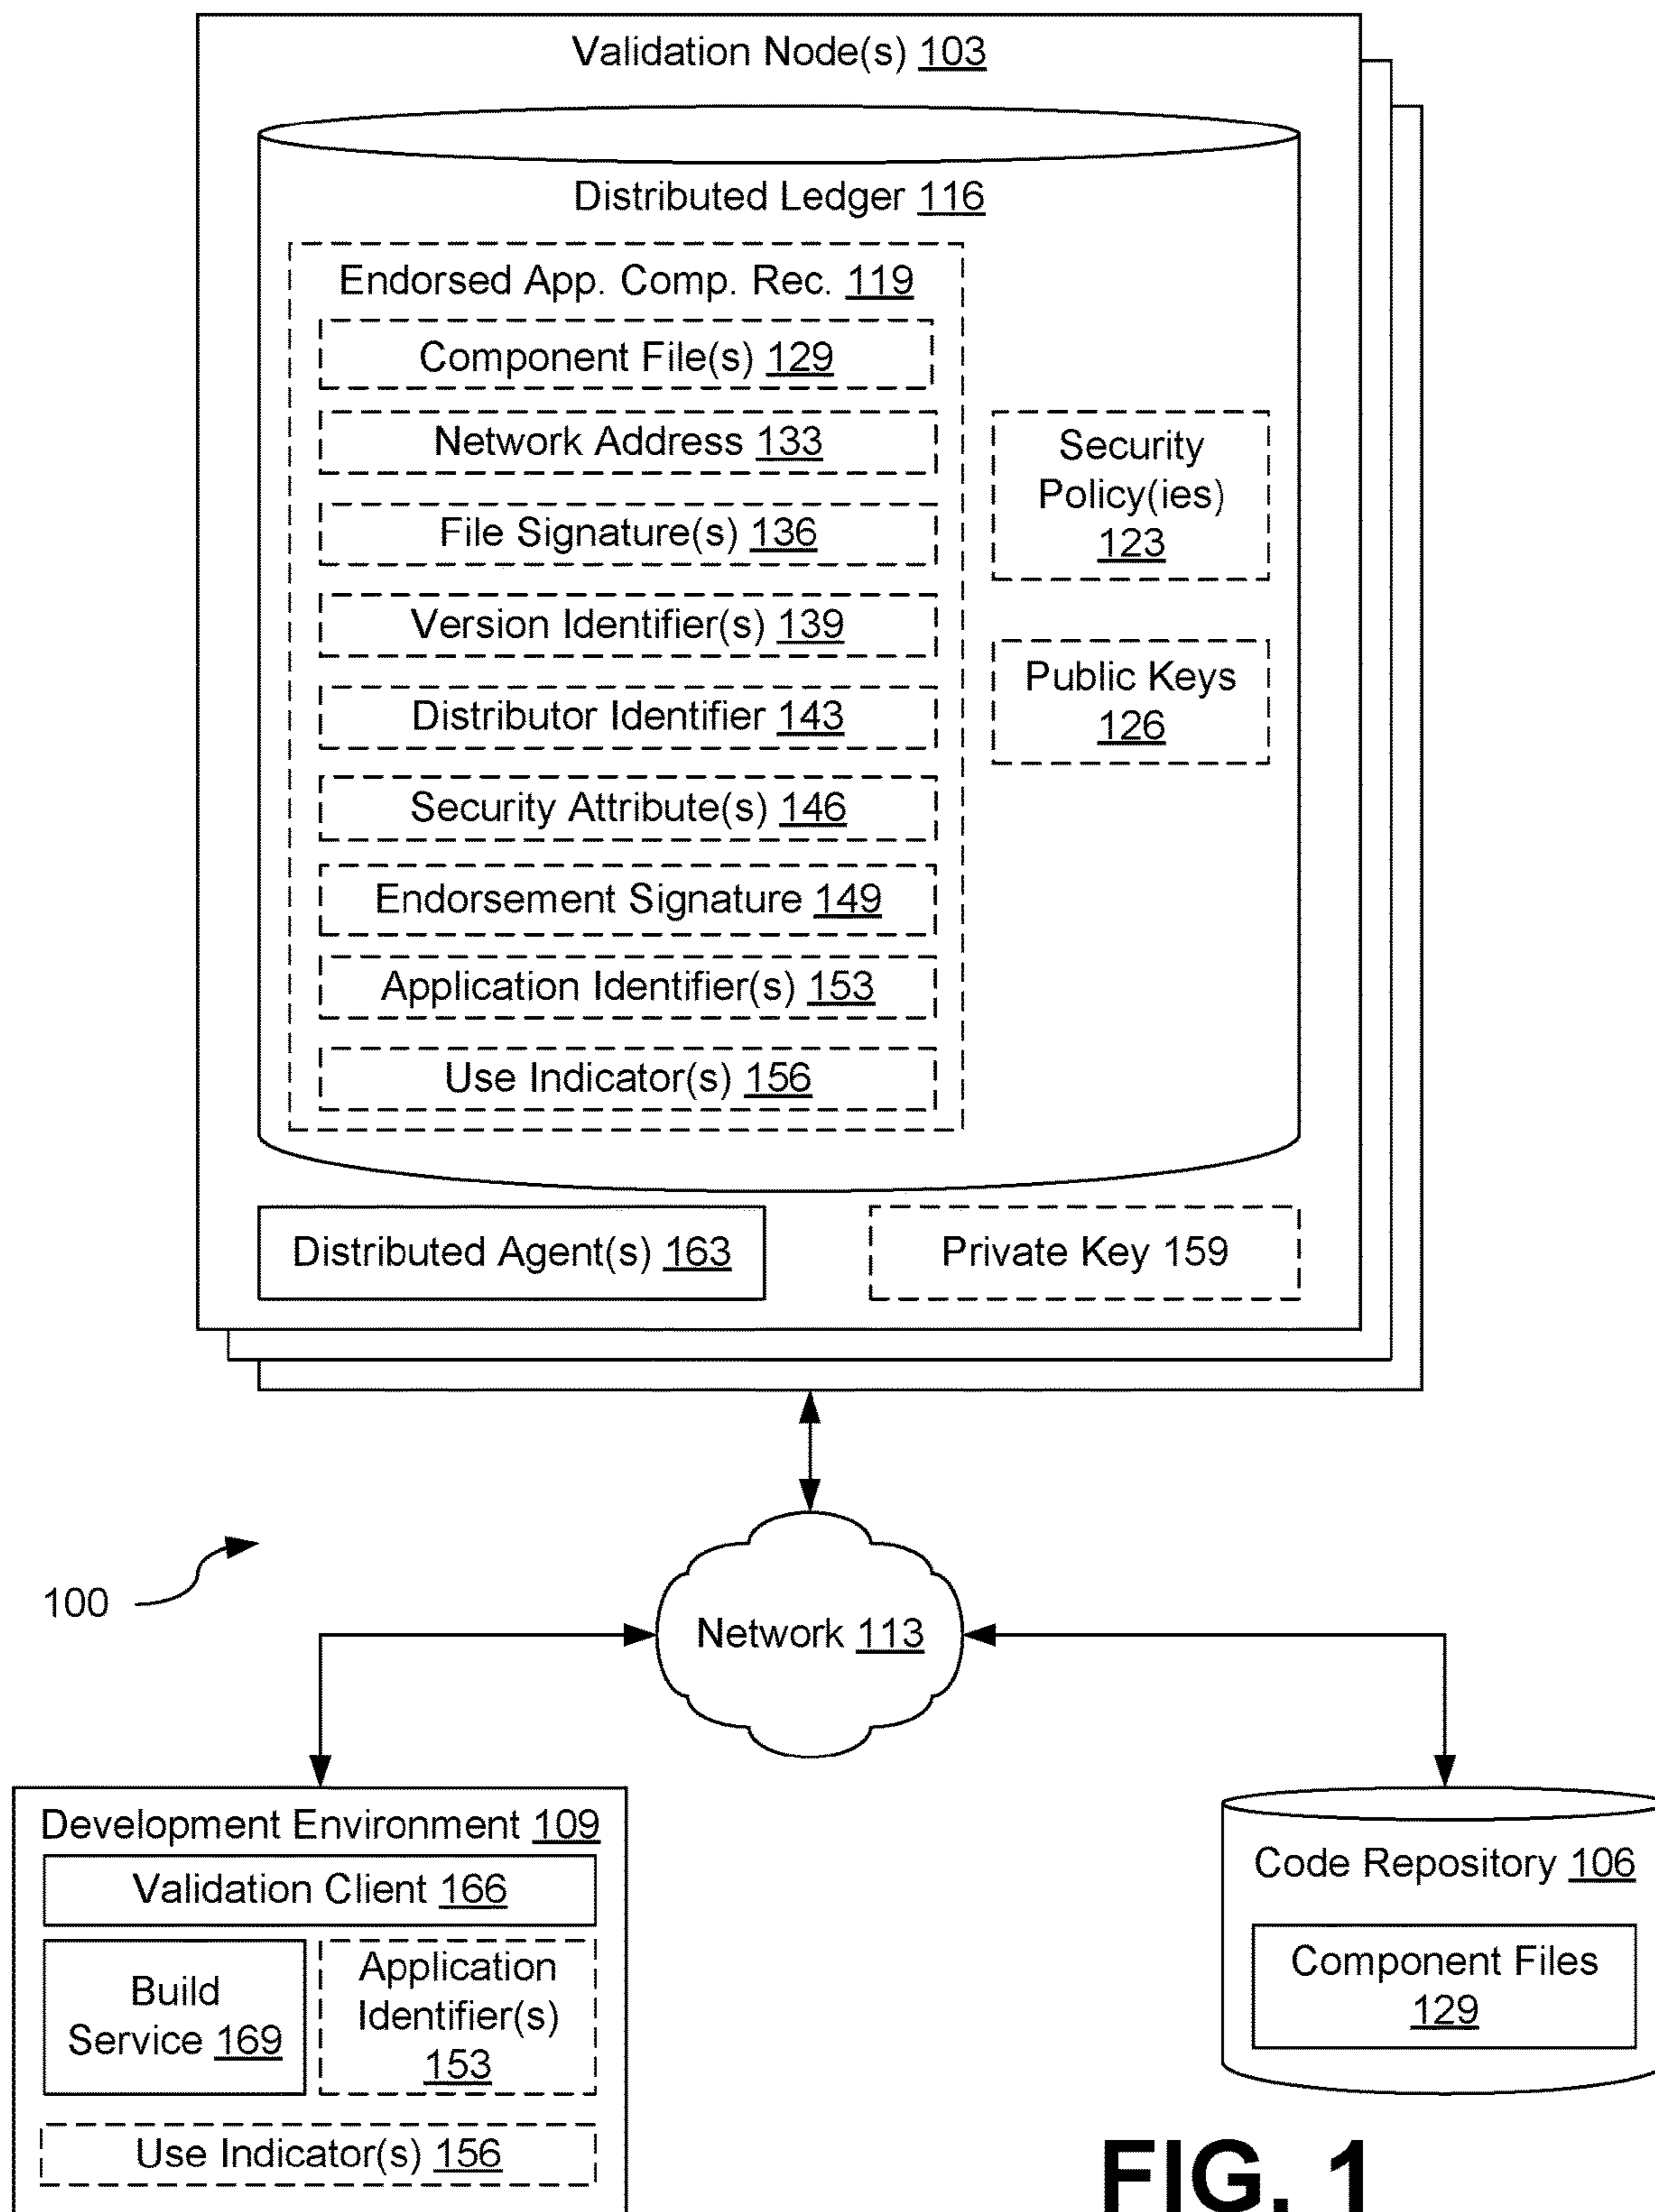 Validation Node(s) 103
Distributed Ledger 116
Endorsed App. Comp. Rec. 119
Component File(s) 129
Network Address 133
File Signature(s) 136
Version Identifier(s) 139
Distributor Identifier 143
Security Attribute(s) 146
Endorsement Signature 149
Application Identifier(s) 153
Use Indicator(s) 156
Security
Policy(ies)
123
Public Keys
126
Distributed Agent(s) 163
Private Key 159
100
Network 113
Development Environment 109
Validation Client 166
Build
Service 169
Application
Identifier(s)
153
Use Indicator(s) 156
Code Repository 106
Component Files
129
FIG. 1